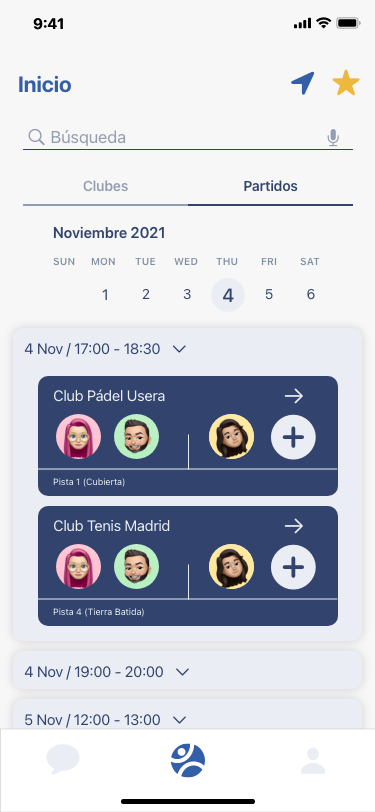 9:41
Inicio
Búsqueda
Clubes Partidos
Noviembre 2021
SUN MON TUE WED THU FRI SAT
1 2 3 4 5 6
4 Nov / 17:00 - 18:30
Club Pádel Usera
Pista 1 (Cubierta)
Club Tenis Madrid
Pista 4 (Tierra Batida)
4 Nov / 19:00 - 20:00
5 Nov / 12:00 - 13:00